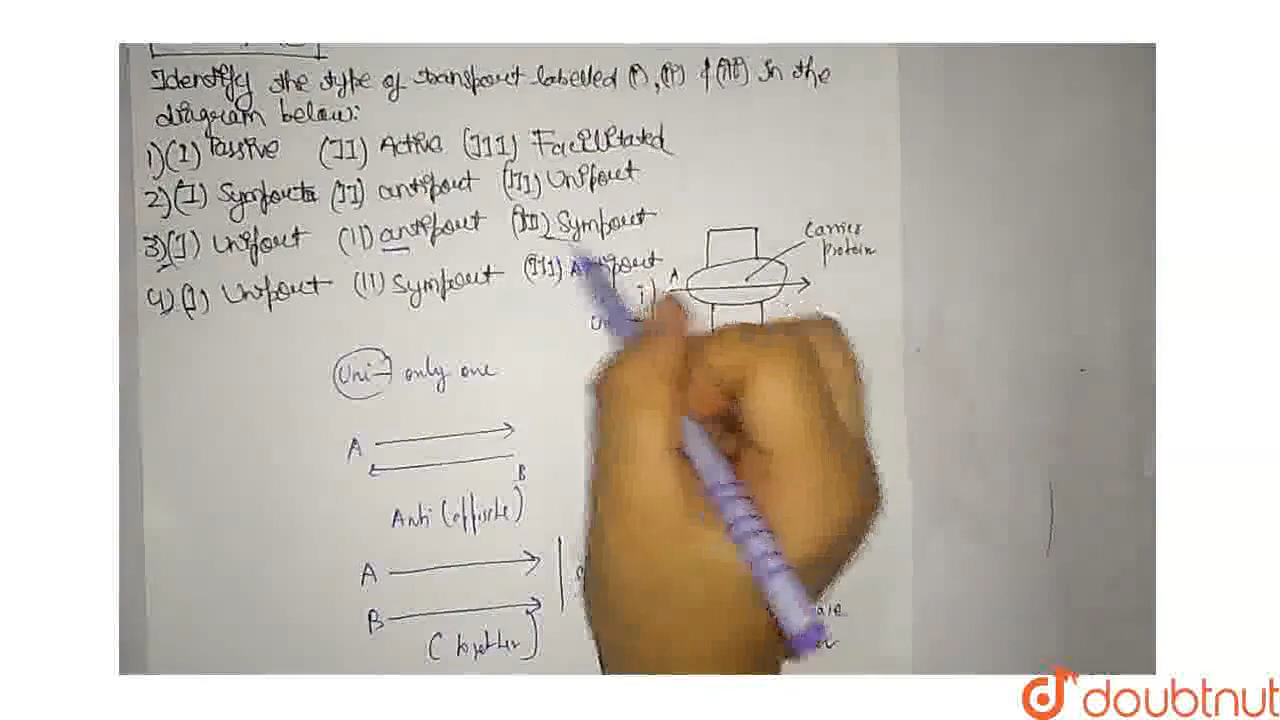 Identify the type of transport labelled (I), (II) & (III) in the
diagram below:
1) (I) Passive (II) Active (III) Facilitated
2) (I) Symport (II) antiport (III) Uniport
3) (I) Uniport (II) antiport (III) Symport
4) (I) Uniport (II) Symport (III)
Carrier
protein
A
I
Uni → only one
A
B
Anti (opposite)
A
B
(together)
doubtnut